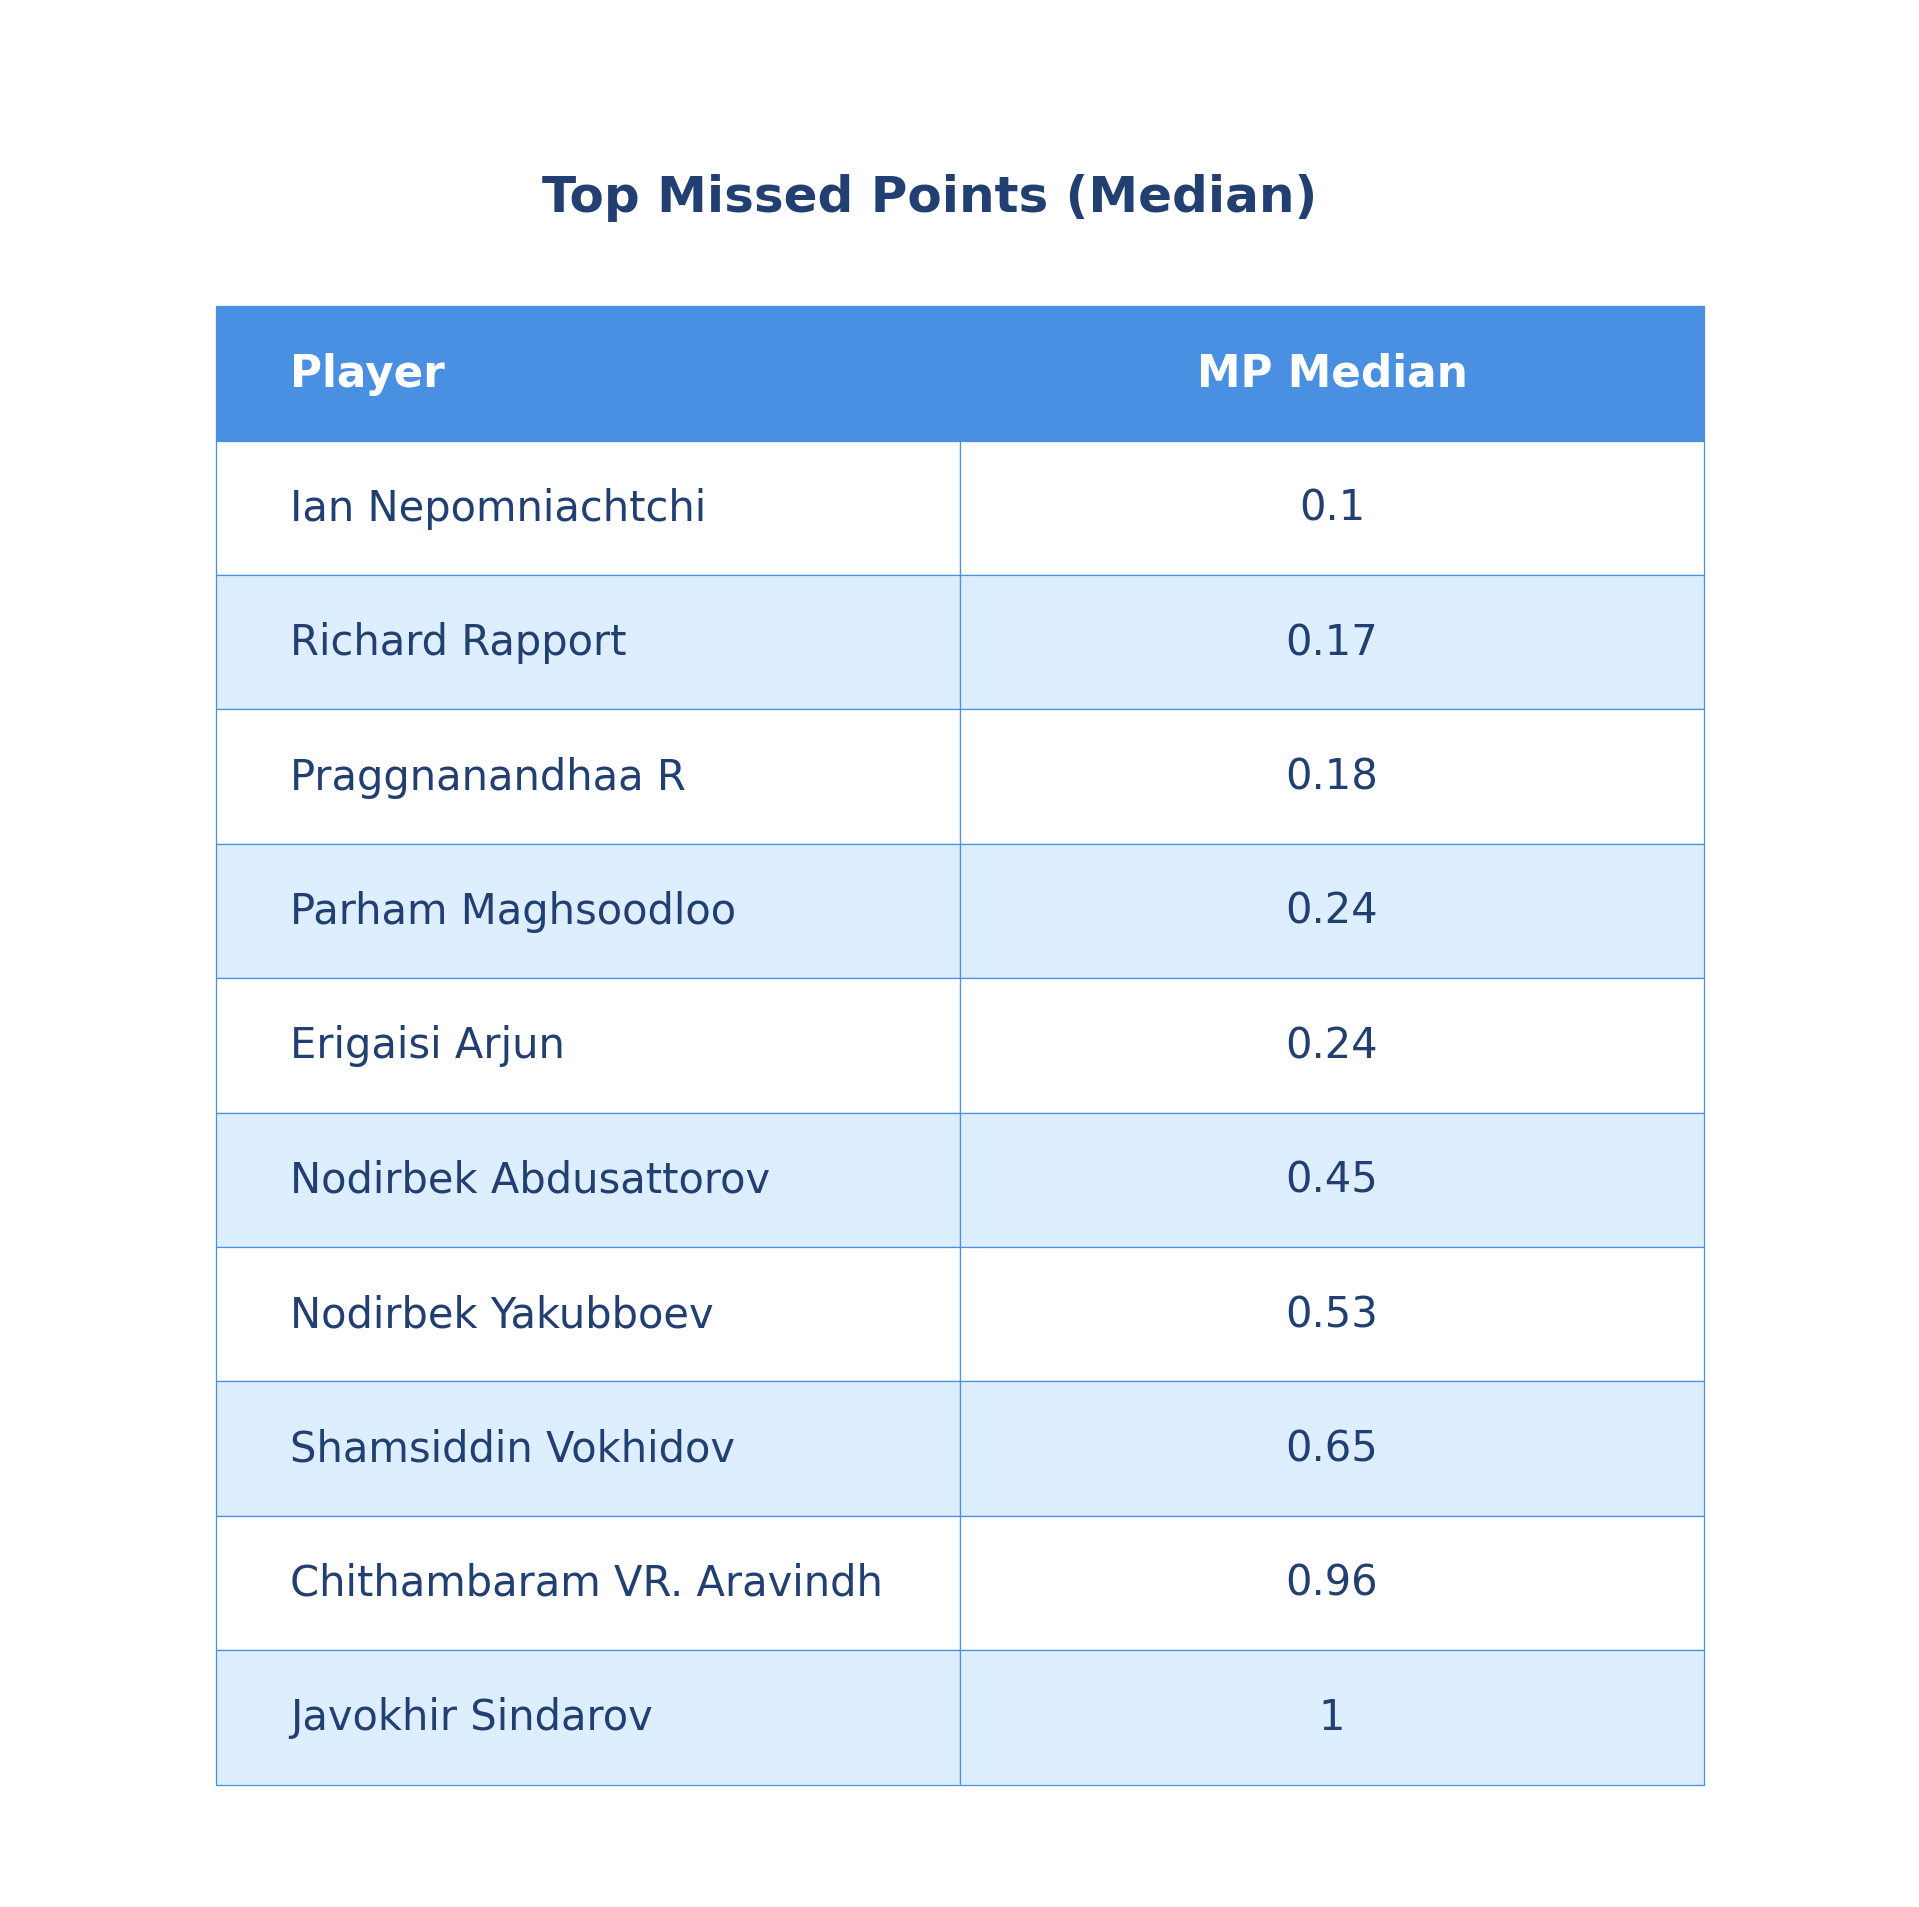 Top Missed Points (Median)
Player MP Median
Ian Nepomniachtchi 0.1
Richard Rapport 0.17
Praggnanandhaa R 0.18
Parham Maghsoodloo 0.24
Erigaisi Arjun 0.24
Nodirbek Abdusattorov 0.45
Nodirbek Yakubboev 0.53
Shamsiddin Vokhidov 0.65
Chithambaram VR. Aravindh 0.96
Javokhir Sindarov 1